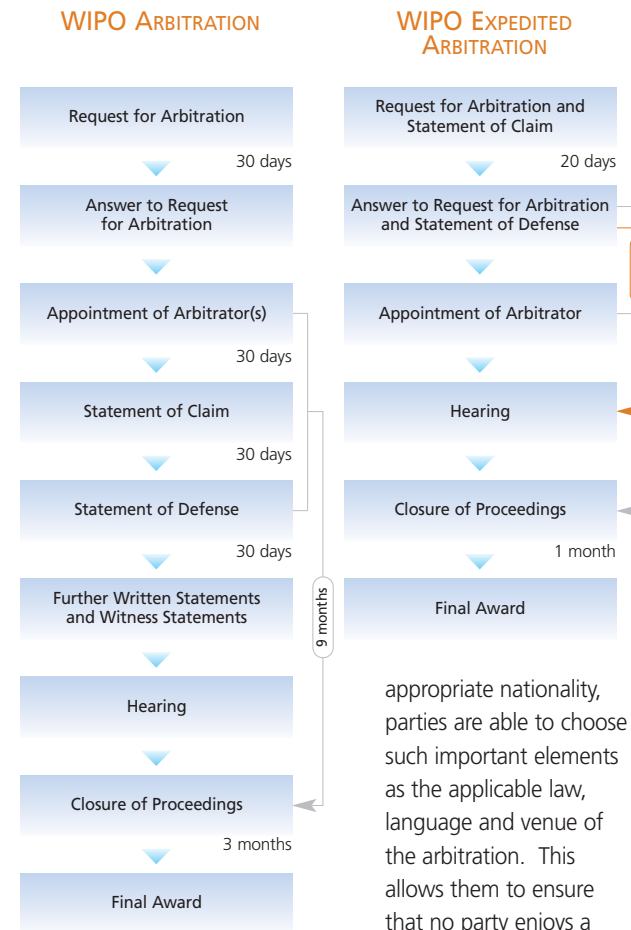 WIPO ARBITRATION
Request for Arbitration
30 days
Answer to Request
for Arbitration
Appointment of Arbitrator(s)
30 days
Statement of Claim
30 days
Statement of Defense
30 days
Further Written Statements
and Witness Statements
9 months
Hearing
Closure of Proceedings
3 months
Final Award
WIPO EXPEDITED
ARBITRATION
Request for Arbitration and
Statement of Claim
20 days
Answer to Request for Arbitration
and Statement of Defense
Appointment of Arbitrator
Hearing
Closure of Proceedings
1 month
Final Award
appropriate nationality,
parties are able to choose
such important elements
as the applicable law,
language and venue of
the arbitration. This
allows them to ensure
that no party enjoys a